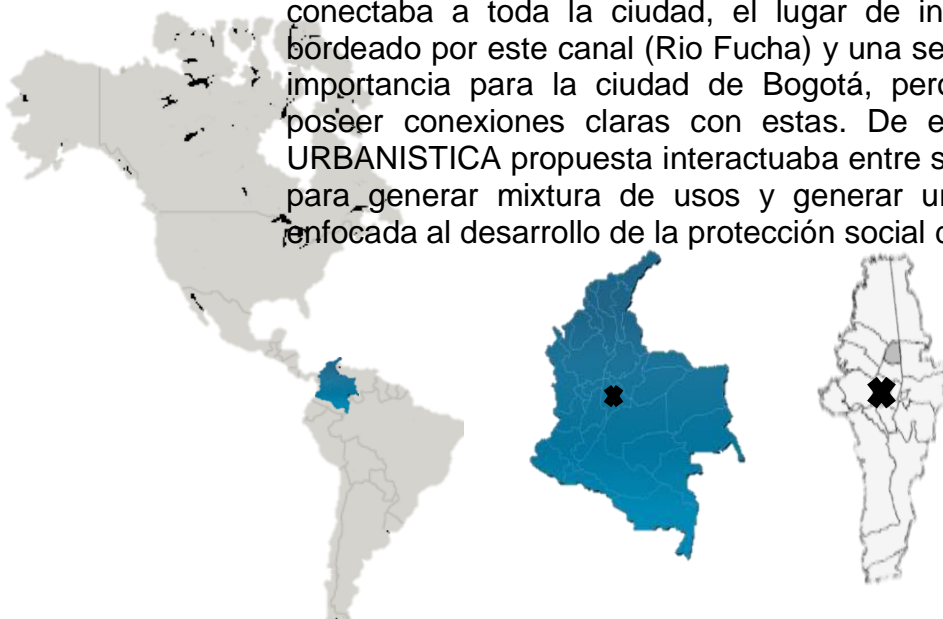 conectaba a toda la ciudad, el lugar de in
bordeado por este canal (Rio Fucha) y una se
importancia para la ciudad de Bogotá, perc
poseer conexiones claras con estas. De e
URBANISTICA propuesta interactuaba entre s
para generar mixtura de usos y generar ur
enfocada al desarrollo de la protección social c